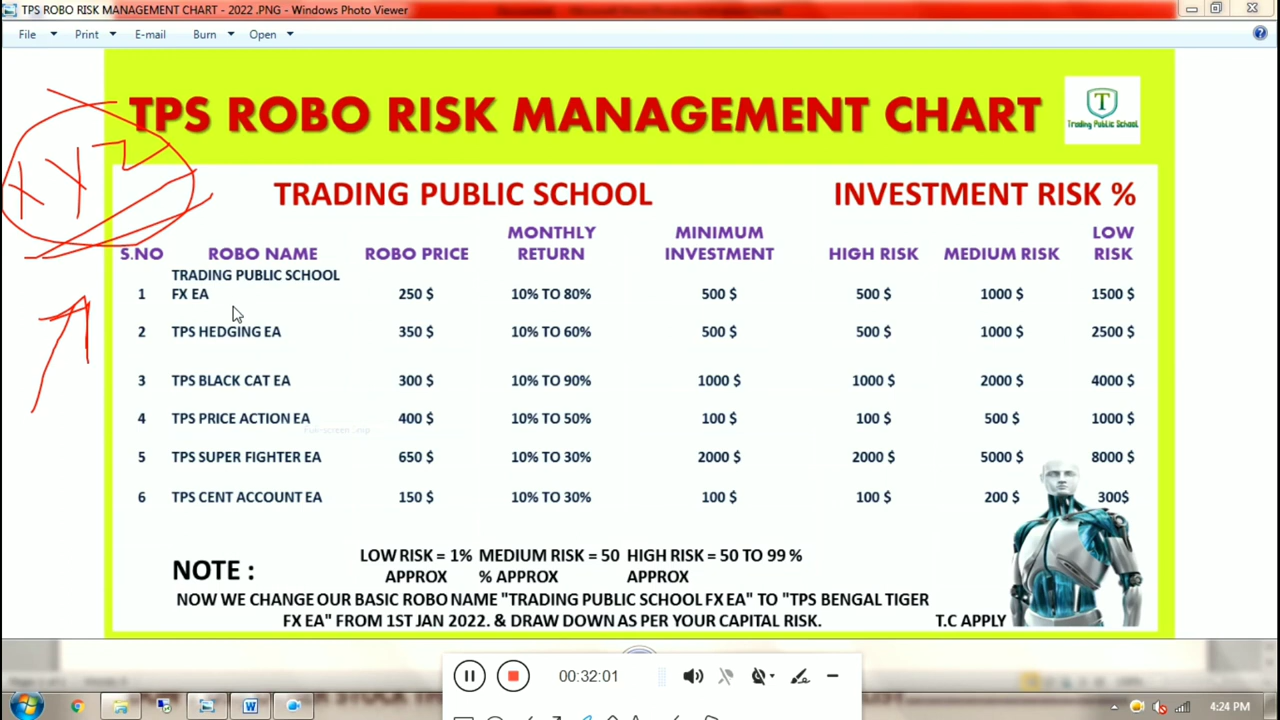 TPS ROBO RISK MANAGEMENT CHART - 2022 .PNG - Windows Photo Viewer
File Print E-mail Burn Open
TPS ROBO RISK MANAGEMENT CHART
T
Trading Public School
XYZ
TRADING PUBLIC SCHOOL INVESTMENT RISK %
S.NO ROBO NAME ROBO PRICE MONTHLY RETURN MINIMUM INVESTMENT HIGH RISK MEDIUM RISK LOW RISK
1 TRADING PUBLIC SCHOOL FX EA 250 $ 10% TO 80% 500 $ 500 $ 1000 $ 1500 $
2 TPS HEDGING EA 350 $ 10% TO 60% 500 $ 500 $ 1000 $ 2500 $
3 TPS BLACK CAT EA 300 $ 10% TO 90% 1000 $ 1000 $ 2000 $ 4000 $
4 TPS PRICE ACTION EA 400 $ 10% TO 50% 100 $ 100 $ 500 $ 1000 $
5 TPS SUPER FIGHTER EA 650 $ 10% TO 30% 2000 $ 2000 $ 5000 $ 8000 $
6 TPS CENT ACCOUNT EA 150 $ 10% TO 30% 100 $ 100 $ 200 $ 300$
NOTE :
LOW RISK = 1% APPROX
MEDIUM RISK = 50 % APPROX
HIGH RISK = 50 TO 99 % APPROX
NOW WE CHANGE OUR BASIC ROBO NAME "TRADING PUBLIC SCHOOL FX EA" TO "TPS BENGAL TIGER
FX EA" FROM 1ST JAN 2022. & DRAW DOWN AS PER YOUR CAPITAL RISK. T.C APPLY
00:32:01
4:24 PM